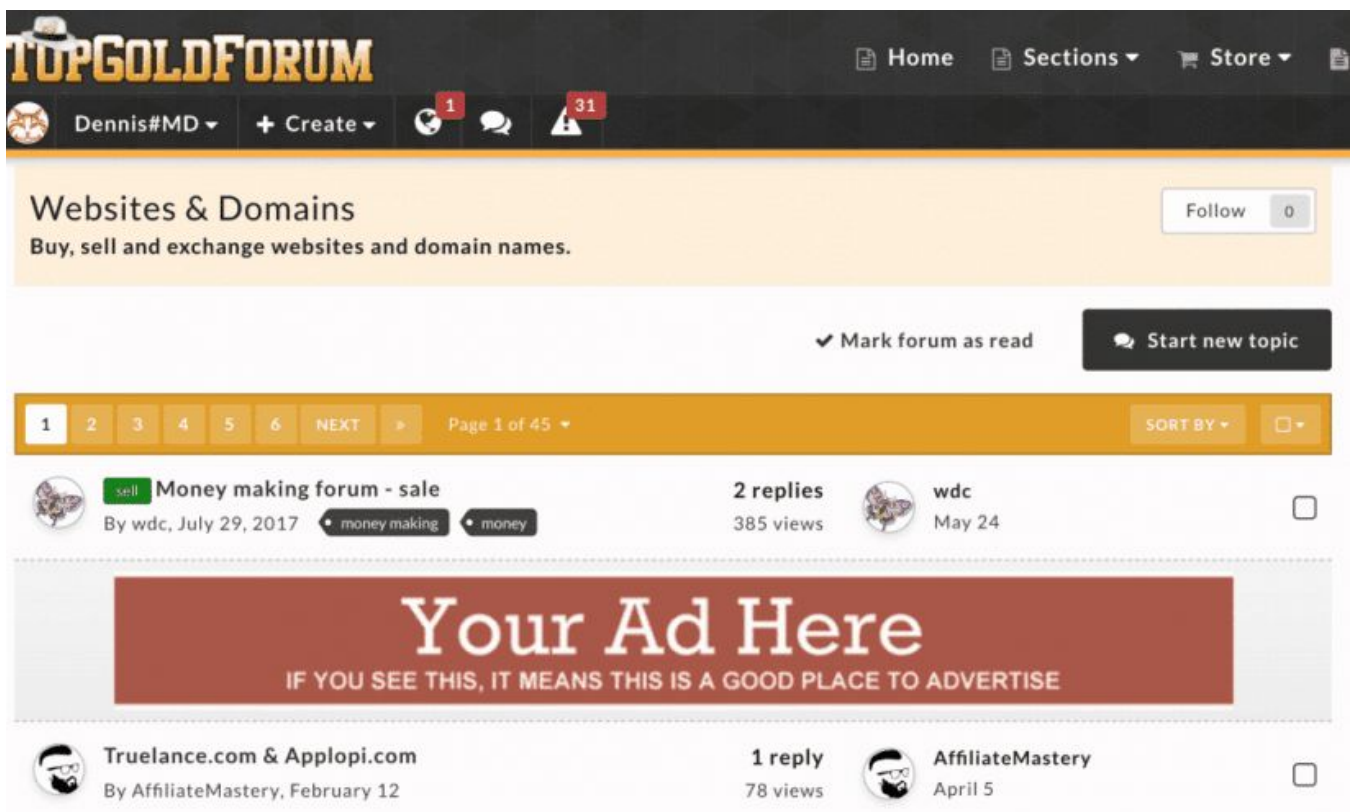 TOPGOLDFORUM
Home Sections Store
Dennis#MD + Create 1 31
Websites & Domains
Follow 0
Buy, sell and exchange websites and domain names.
Mark forum as read Start new topic
1 2 3 4 5 6 NEXT » Page 1 of 45 SORT BY
sell Money making forum - sale 2 replies wdc
By wdc, July 29, 2017 money making money 385 views May 24
Your Ad Here
IF YOU SEE THIS, IT MEANS THIS IS A GOOD PLACE TO ADVERTISE
Truelance.com & Applopi.com 1 reply AffiliateMastery
By AffiliateMastery, February 12 78 views April 5